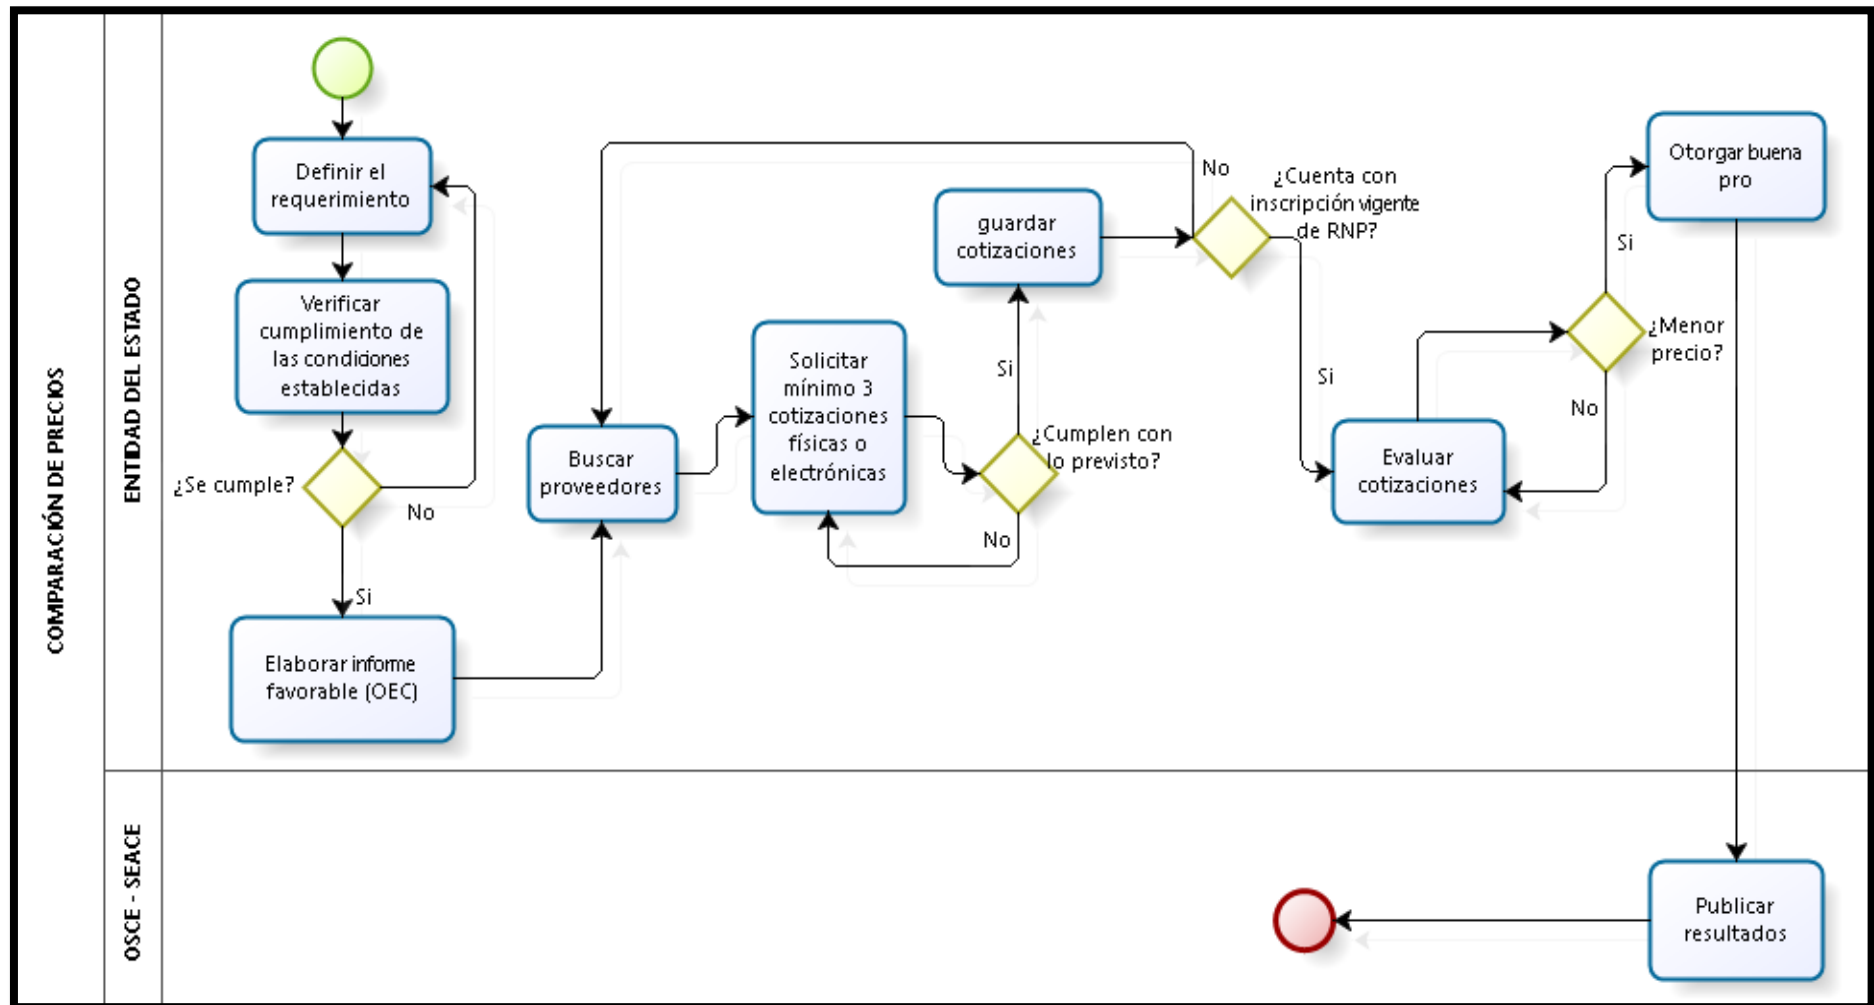 COMPARACIÓN DE PRECIOS
ENTIDAD DEL ESTADO
Definir el
requerimiento
Verificar
cumplimiento de
las condiciones
establecidas
¿Se cumple?
No
Si
Elaborar informe
favorable (OEC)
Buscar
proveedores
Solicitar
mínimo 3
cotizaciones
físicas o
electrónicas
¿Cumplen con
lo previsto?
No
Si
guardar
cotizaciones
No
¿Cuenta con
inscripción vigente
de RNP?
Si
Evaluar
cotizaciones
¿Menor
precio?
No
Si
Otorgar buena
pro
OSCE - SEACE
Publicar
resultados